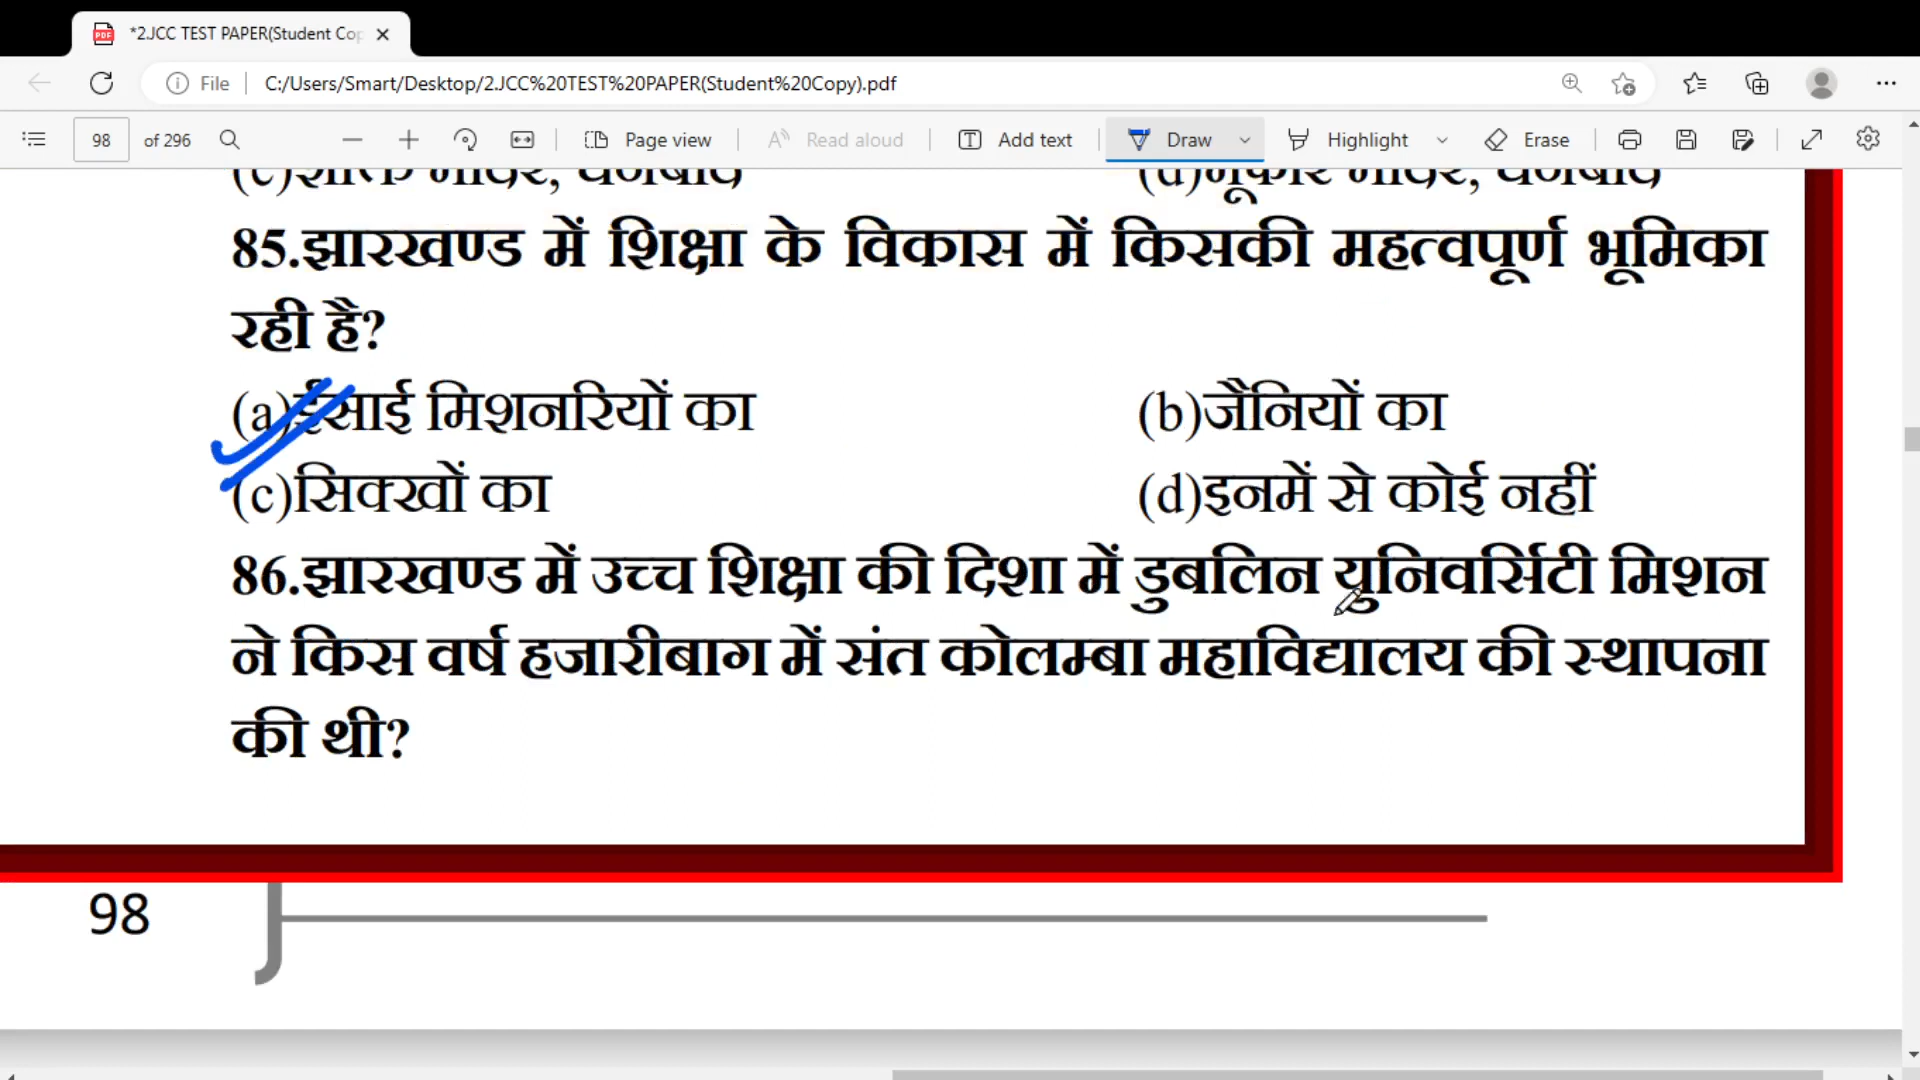 *2.JCC TEST PAPER(Student Cop
File
C:/Users/Smart/Desktop/2.JCC%20TEST%20PAPER(Student%20Copy).pdf
98 of 296 Page view Read aloud Add text Draw Highlight Erase
85.झारखण्ड में शिक्षा के विकास में किसकी महत्वपूर्ण भूमिका
रही है?
(a)ईसाई मिशनरियों का (b)जैनियों का
(c)सिक्खों का (d)इनमें से कोई नहीं
86.झारखण्ड में उच्च शिक्षा की दिशा में डुबलिन युनिवर्सिटी मिशन
ने किस वर्ष हजारीबाग में संत कोलम्बा महाविद्यालय की स्थापना
की थी?
98